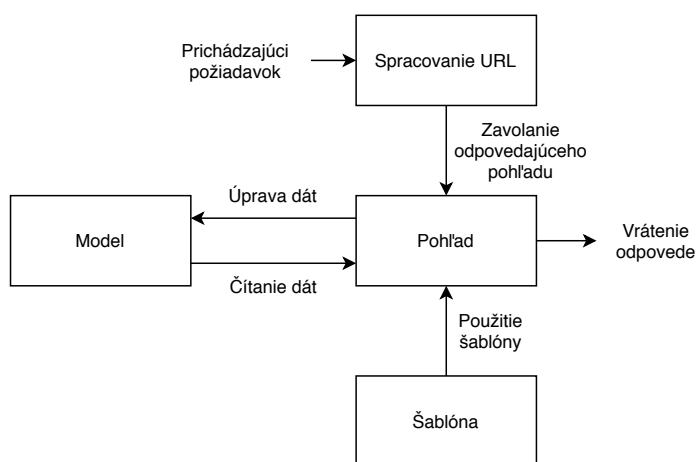 Prichádzajúci
požiadavok
Spracovanie URL
Zavolanie
odpovedajúceho
pohľadu
Úprava dát
Model
Pohľad
Vrátenie
odpovede
Čítanie dát
Použitie
šablóny
Šablóna